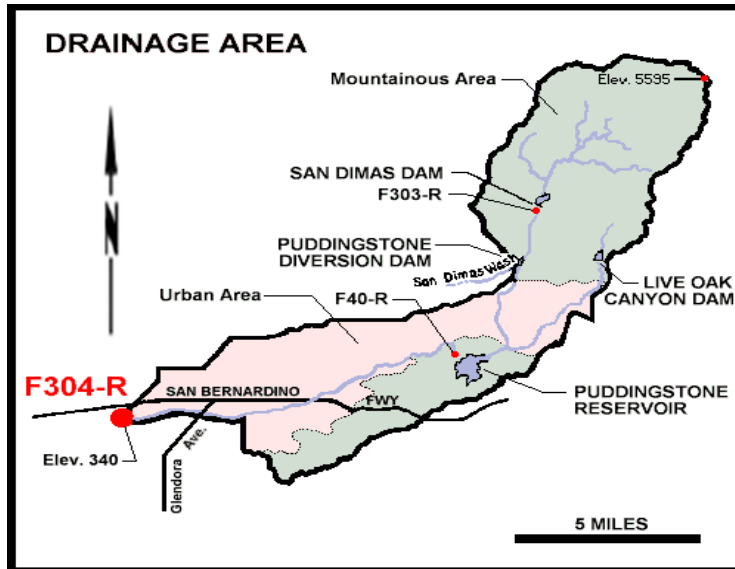 DRAINAGE AREA
Mountainous Area
Elev. 5595
N
SAN DIMAS DAM
F303-R
PUDDINGSTONE
DIVERSION DAM
San Dimas Wash
LIVE OAK
CANYON DAM
Urban Area
F40-R
F304-R
SAN BERNARDINO
FWY
PUDDINGSTONE
RESERVOIR
Elev. 340
Glendora
Ave.
5 MILES